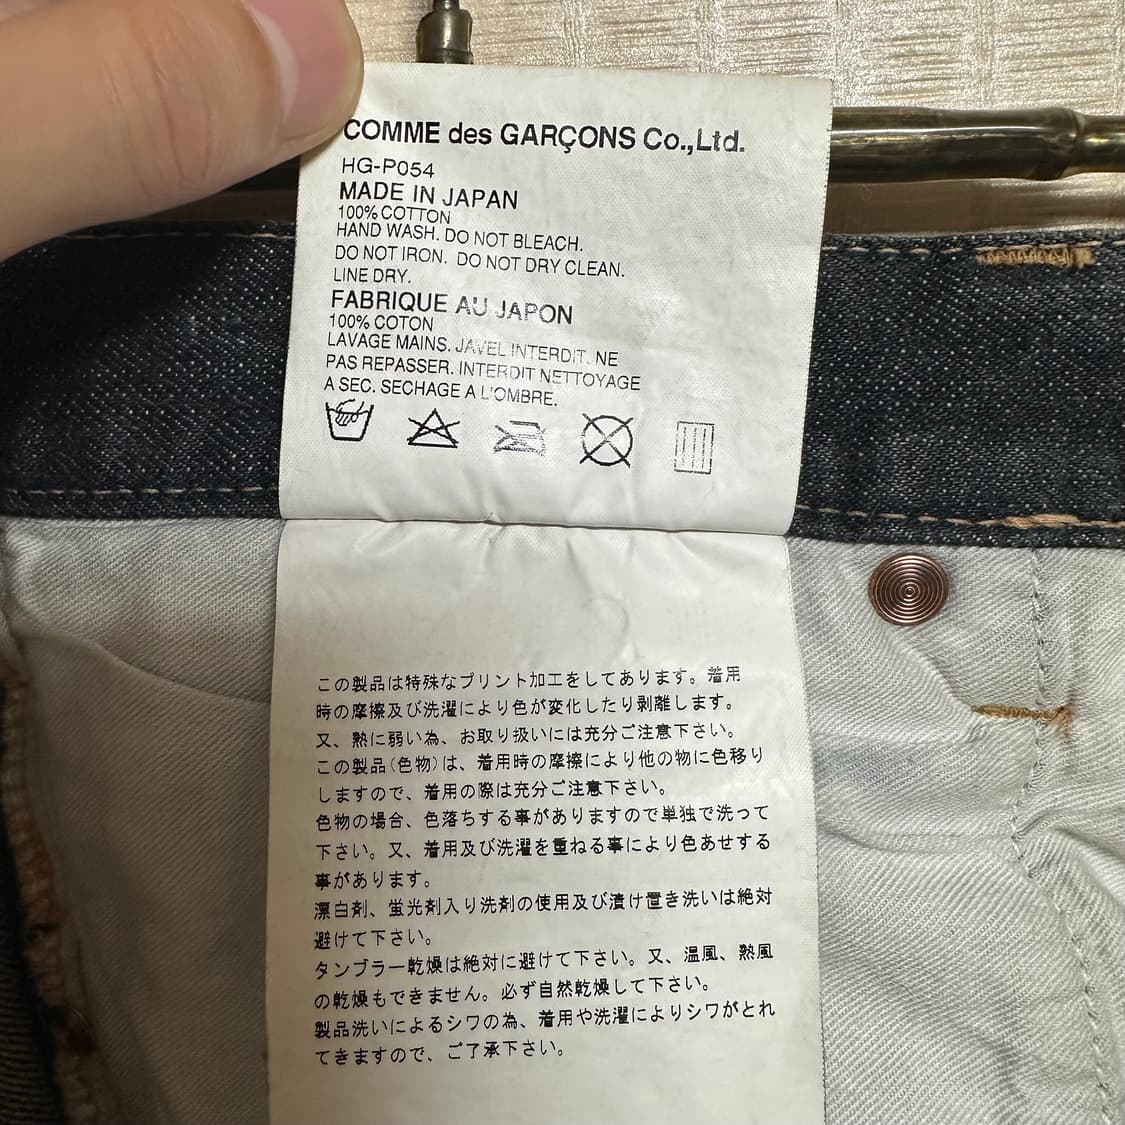 COMME des GARÇONS Co.,Ltd.
HG-P054
MADE IN JAPAN
100% COTTON
HAND WASH. DO NOT BLEACH.
DO NOT IRON. DO NOT DRY CLEAN.
LINE DRY.
FABRIQUE AU JAPON
100% COTON
LAVAGE MAINS. JAVEL INTERDIT. NE
PAS REPASSER. INTERDIT NETTOYAGE
A SEC. SECHAGE A L'OMBRE.
この製品は特殊なプリント加工をしてあります。着用
時の摩擦及び洗濯により色が変化したり剥離します。
又、熱に弱い為、お取り扱いには充分ご注意下さい。
この製品(色物)は、着用時の摩擦により他の物に色移り
しますので、着用の際は充分ご注意下さい。
色物の場合、色落ちする事がありますので単独で洗って
下さい。又、着用及び洗濯を重ねる事により色あせする
事があります。
漂白剤、蛍光剤入り洗剤の使用及び漬け置き洗いは絶対
避けて下さい。
タンブラー乾燥は絶対に避けて下さい。又、温風、熱風
の乾燥もできません。必ず自然乾燥して下さい。
製品洗いによるシワの為、着用や洗濯によりシワがとれ
てきますので、ご了承下さい。